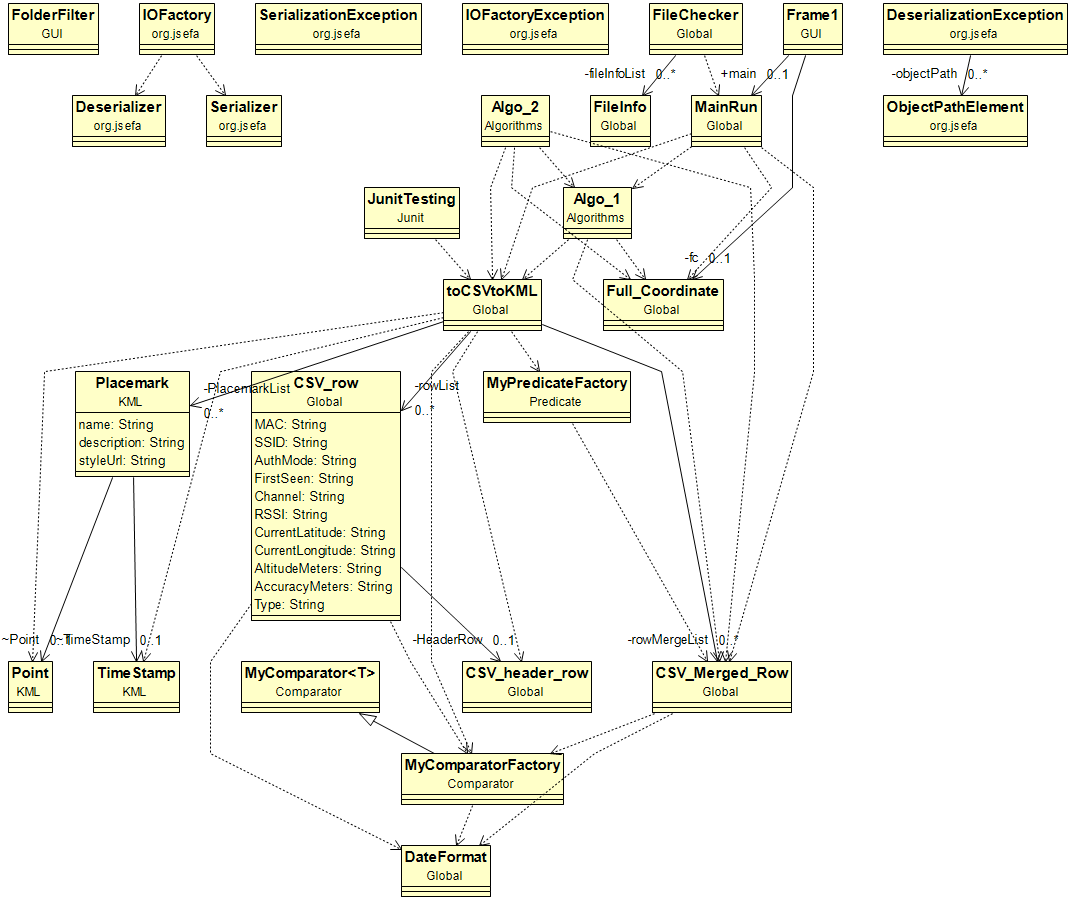 FolderFilter
GUI
IOFactory
org.jsefa
SerializationException
org.jsefa
IOFactoryException
org.jsefa
FileChecker
Global
Frame1
GUI
DeserializationException
org.jsefa
-fileInfoList 0..*
+main 0..1
-objectPath 0..*
Deserializer
org.jsefa
Serializer
org.jsefa
Algo_2
Algorithms
FileInfo
Global
MainRun
Global
ObjectPathElement
org.jsefa
JunitTesting
Junit
Algo_1
Algorithms
-fc 0..1
toCSVtoKML
Global
Full_Coordinate
Global
Placemark
KML
name: String
description: String
styleUrl: String
-PlacemarkList
0..*
CSV_row
Global
MAC: String
SSID: String
AuthMode: String
FirstSeen: String
Channel: String
RSSI: String
CurrentLatitude: String
CurrentLongitude: String
AltitudeMeters: String
AccuracyMeters: String
Type: String
-rowList
0..*
MyPredicateFactory
Predicate
~Point 0..1
~TimeStamp 0..1
-HeaderRow 0..1
-rowMergeList 0..*
Point
KML
TimeStamp
KML
MyComparator<T>
Comparator
CSV_header_row
Global
CSV_Merged_Row
Global
MyComparatorFactory
Comparator
DateFormat
Global